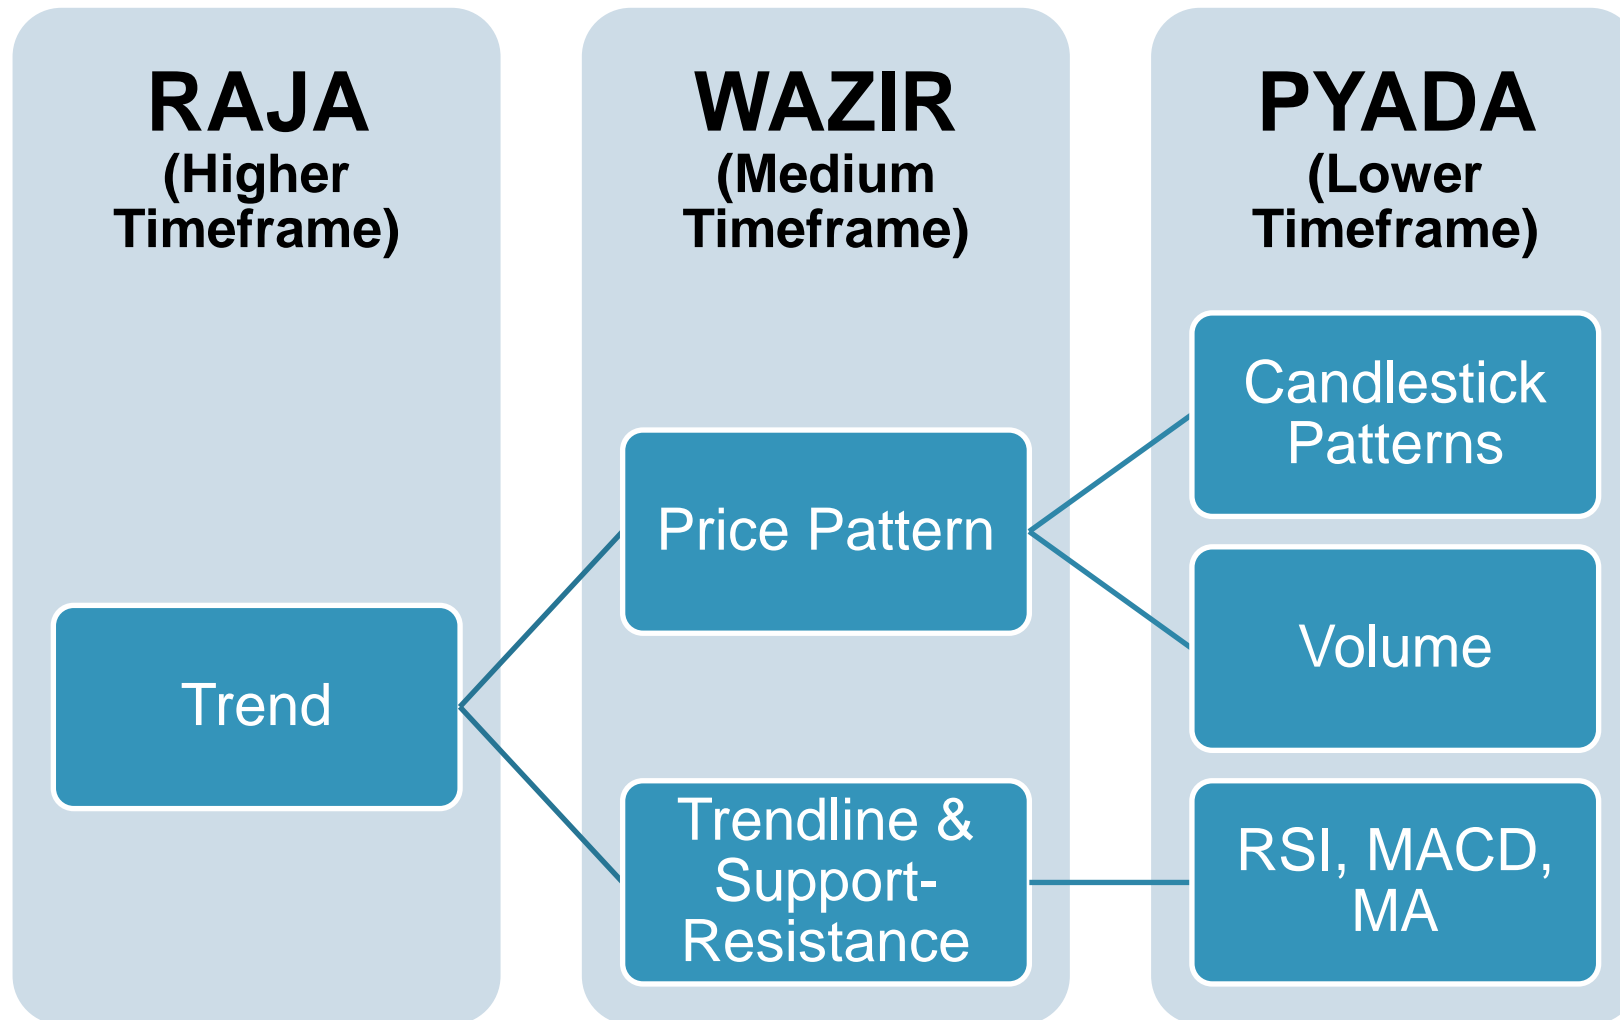 RAJA
(Higher
Timeframe)
Trend
WAZIR
(Medium
Timeframe)
Price Pattern
Trendline &
Support-
Resistance
PYADA
(Lower
Timeframe)
Candlestick
Patterns
Volume
RSI, MACD,
MA